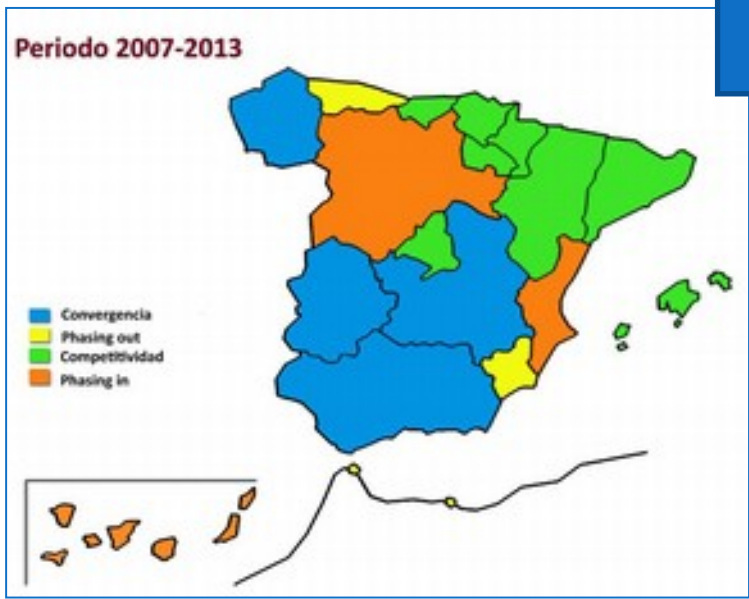 Periodo 2007-2013
Convergencia
Phasing out
Competitividad
Phasing in